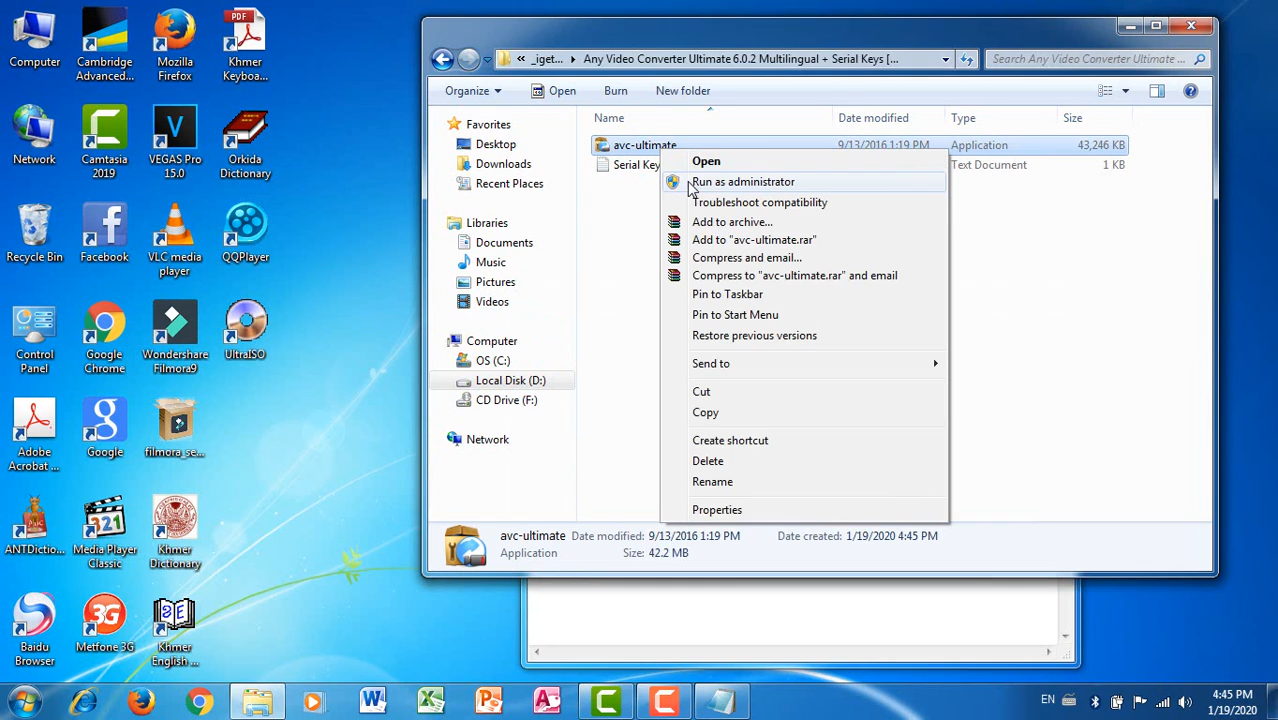 Computer
Cambridge
Advanced...
Mozilla
Firefox
PDF
Khmer
Keyboa...
Network
Camtasia
2019
VEGAS Pro
15.0
Orkida
Dictionary
Recycle Bin
Facebook
VLC media
player
QQPlayer
Control
Panel
Google
Chrome
Wondershare
Filmora9
UltraISO
Adobe
Acrobat ...
Google
filmora_se...
ANTDictio...
Media Player
Classic
321
Khmer
Dictionary
Baidu
Browser
3G
Metfone 3G
Khmer
English ...
« _iget... ▸ Any Video Converter Ultimate 6.0.2 Multilingual + Serial Keys [...
Search Any Video Converter Ultimate ...
Organize
Open
Burn
New folder
Name
Date modified
Type
Size
Favorites
Desktop
Downloads
Recent Places
Libraries
Documents
Music
Pictures
Videos
Computer
OS (C:)
Local Disk (D:)
CD Drive (F:)
Network
avc-ultimate
9/13/2016 1:19 PM
Application
43,246 KB
Serial Key
Text Document
1 KB
Open
Run as administrator
Troubleshoot compatibility
Add to archive...
Add to "avc-ultimate.rar"
Compress and email...
Compress to "avc-ultimate.rar" and email
Pin to Taskbar
Pin to Start Menu
Restore previous versions
Send to
Cut
Copy
Create shortcut
Delete
Rename
Properties
avc-ultimate Date modified: 9/13/2016 1:19 PM Date created: 1/19/2020 4:45 PM
Application Size: 42.2 MB
EN
4:45 PM
1/19/2020